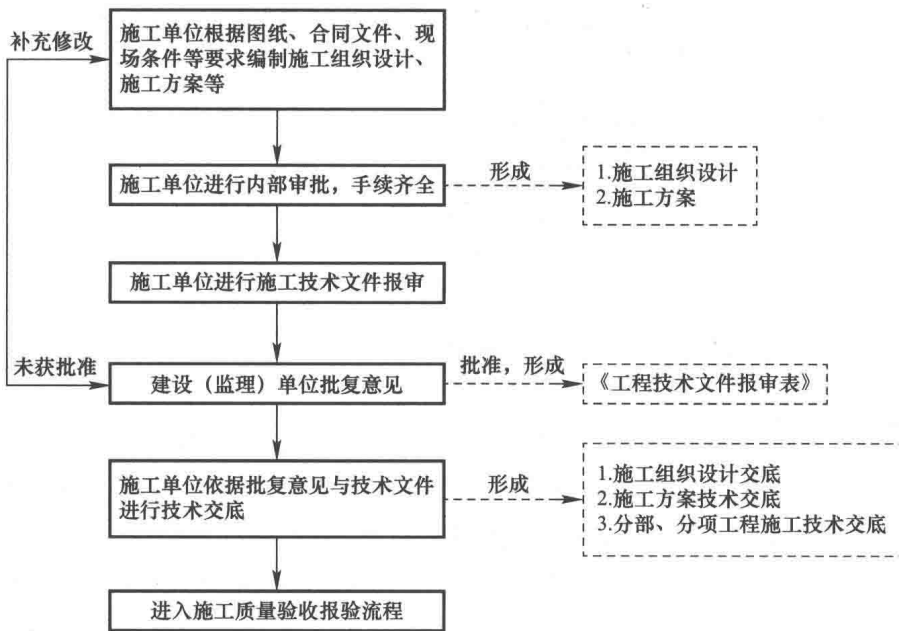 补充修改
施工单位根据图纸、合同文件、现
场条件等要求编制施工组织设计、
施工方案等
施工单位进行内部审批，手续齐全
形成
1.施工组织设计
2.施工方案
施工单位进行施工技术文件报审
未获批准
建设（监理）单位批复意见
批准，形成
《工程技术文件报审表》
施工单位依据批复意见与技术文件
进行技术交底
形成
1.施工组织设计交底
2.施工方案技术交底
3.分部、分项工程施工技术交底
进入施工质量验收报验流程